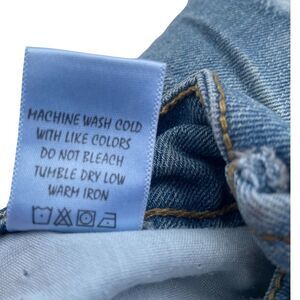 MACHINE WASH COLD
WITH LIKE COLORS
DO NOT BLEACH
TUMBLE DRY LOW
WARM IRON